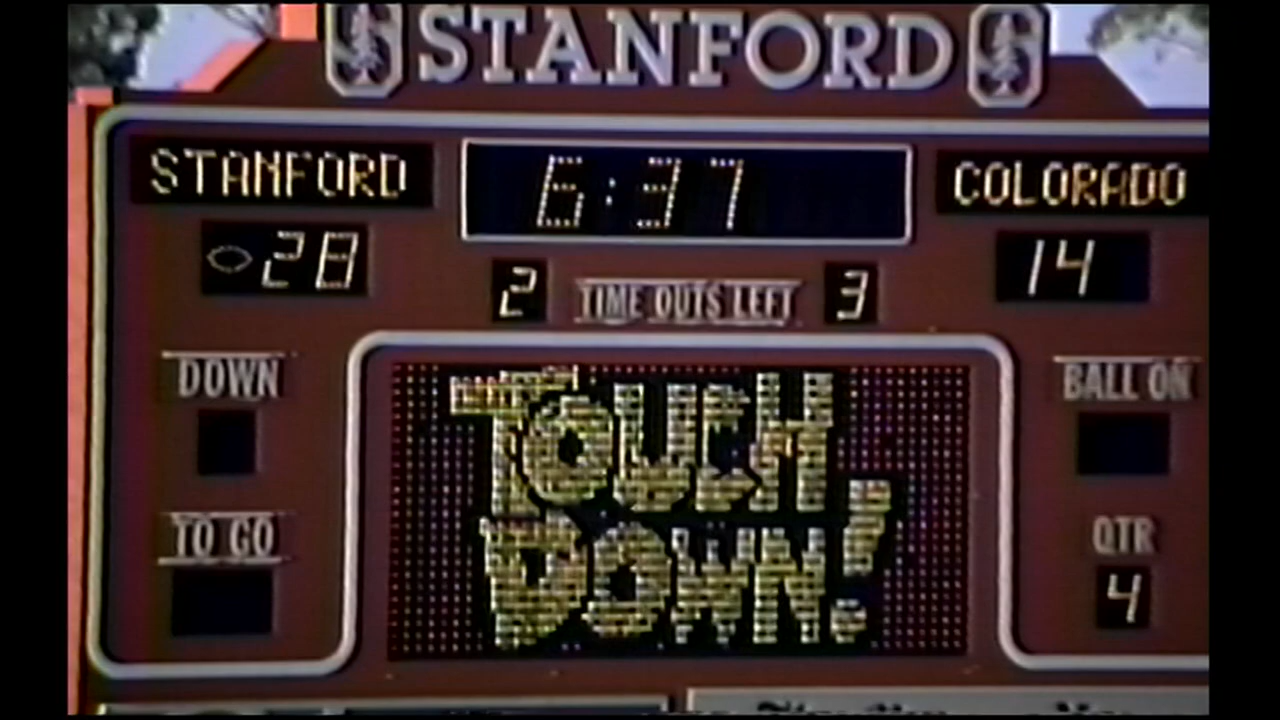 STANFORD
STANFORD 6:37 COLORADO
28 2 TIME OUTS LEFT 3 14
DOWN BALL ON
TO GO QTR
4
TOUCH
DOWN!